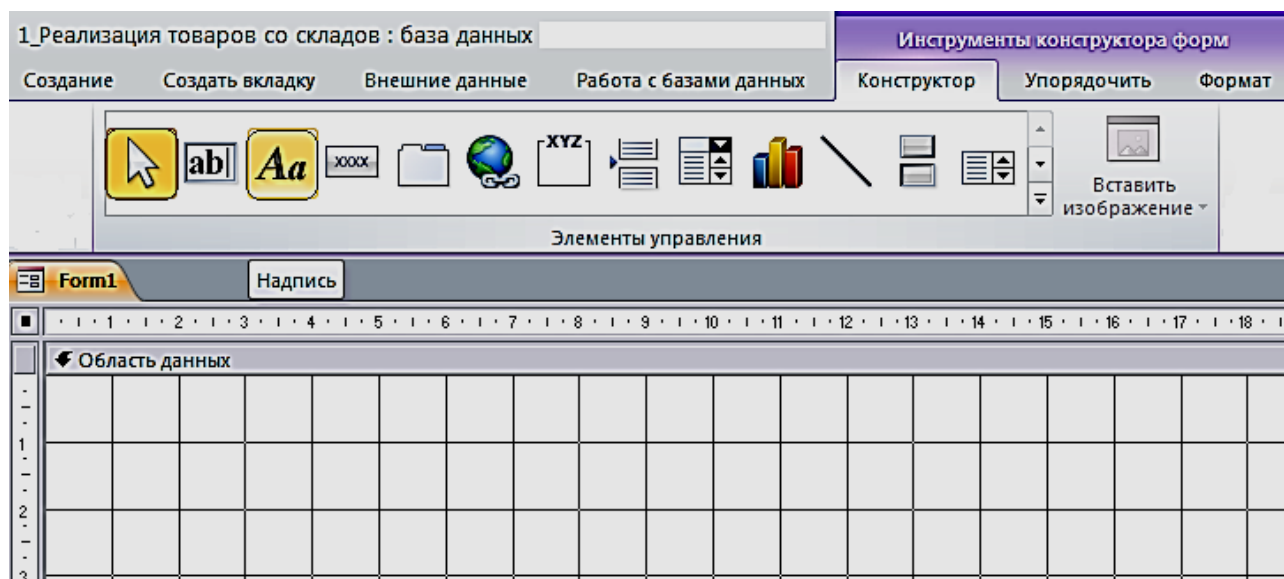 1_Реализация товаров со складов : база данных
Инструменты конструктора форм
Создание Создать вкладку Внешние данные Работа с базами данных Конструктор Упорядочить Формат
ab| Aa xxxx XYZ
Вставить
изображение
Элементы управления
Form1 Надпись
1 2 3 4 5 6 7 8 9 10 11 12 13 14 15 16 17 18
Область данных
1
2
3